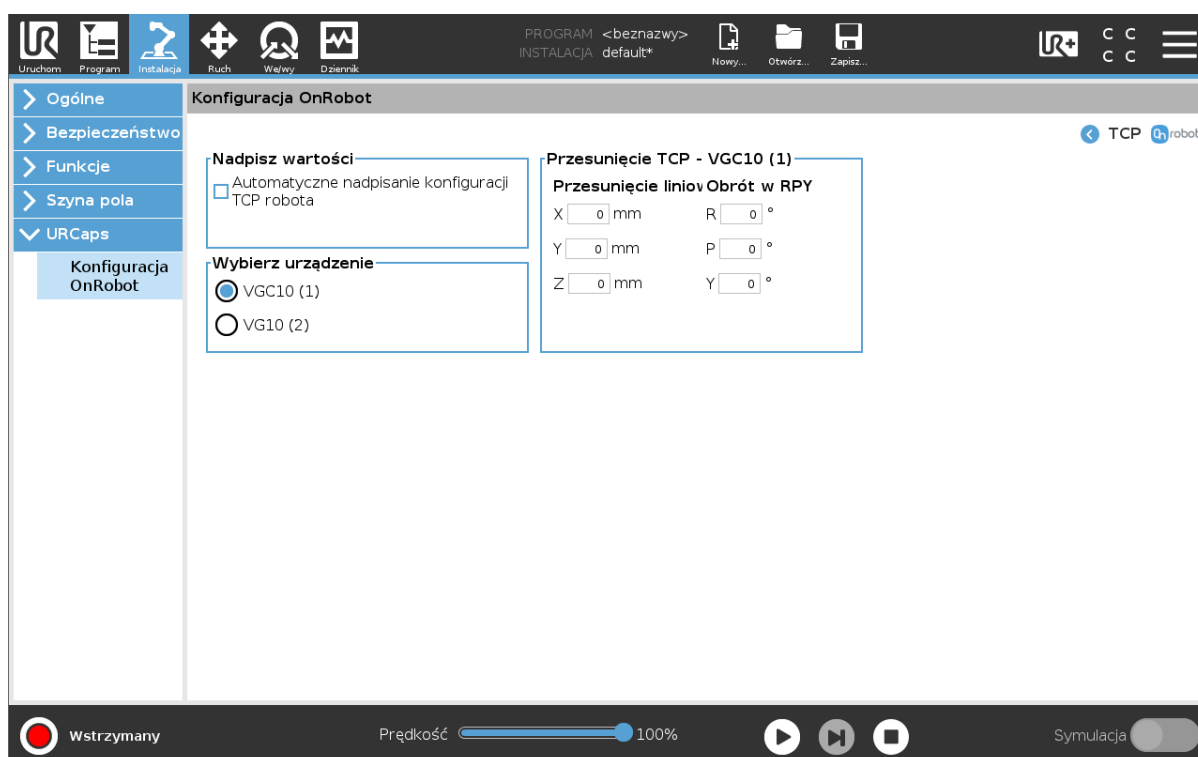 PROGRAM <beznazwy>
INSTALACJA default*
UR
UR+
C C
C C
Uruchom Program Instalacja Ruch We/wy Dziennik Nowy... Otwórz... Zapisz...
Ogólne
Bezpieczeństwo
Funkcje
Szyna pola
URCaps
Konfiguracja
OnRobot
Konfiguracja OnRobot
TCP On robot
Nadpisz wartości
Automatyczne nadpisanie konfiguracji
TCP robota
Wybierz urządzenie
VGC10 (1)
VG10 (2)
Przesunięcie TCP - VGC10 (1)
Przesunięcie liniov Obrót w RPY
X 0 mm R 0 °
Y 0 mm P 0 °
Z 0 mm Y 0 °
Wstrzymany Prędkość 100% Symulacja